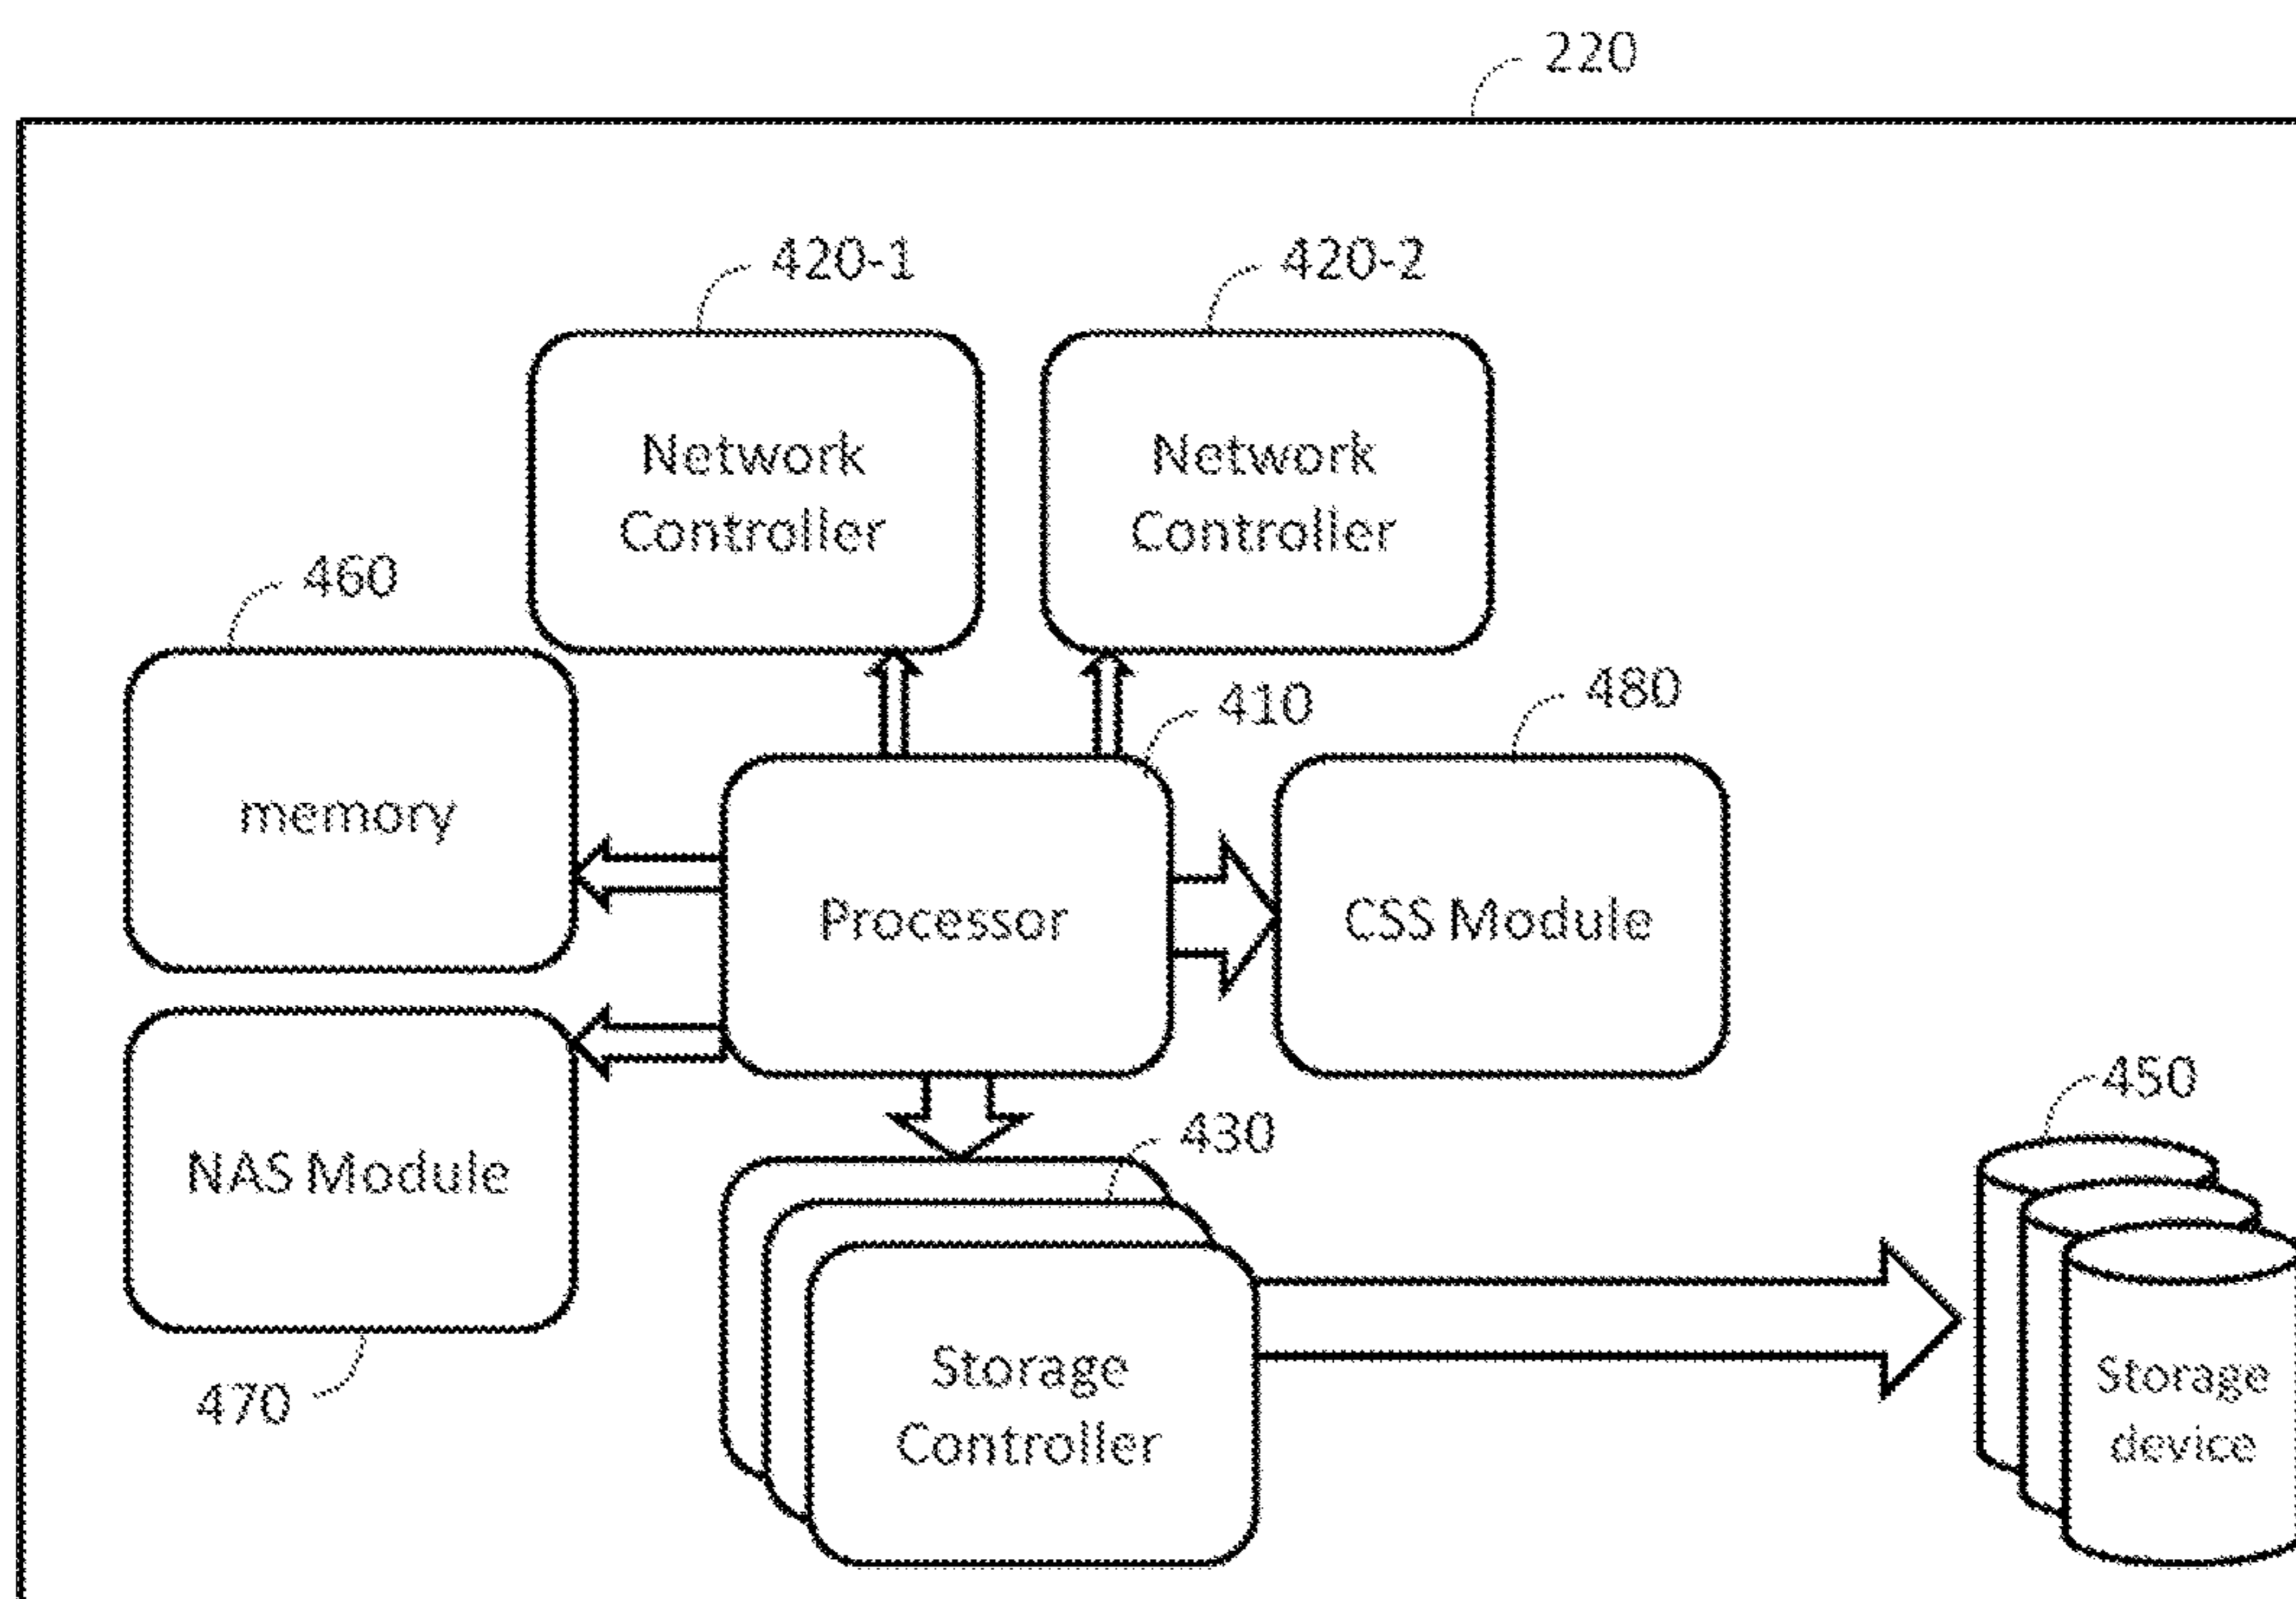 220
420-1
420-2
Network
Controller
Network
Controller
460
memory
410
480
Processor
CSS Module
NAS Module
470
430
Storage
Controller
450
Storage
device